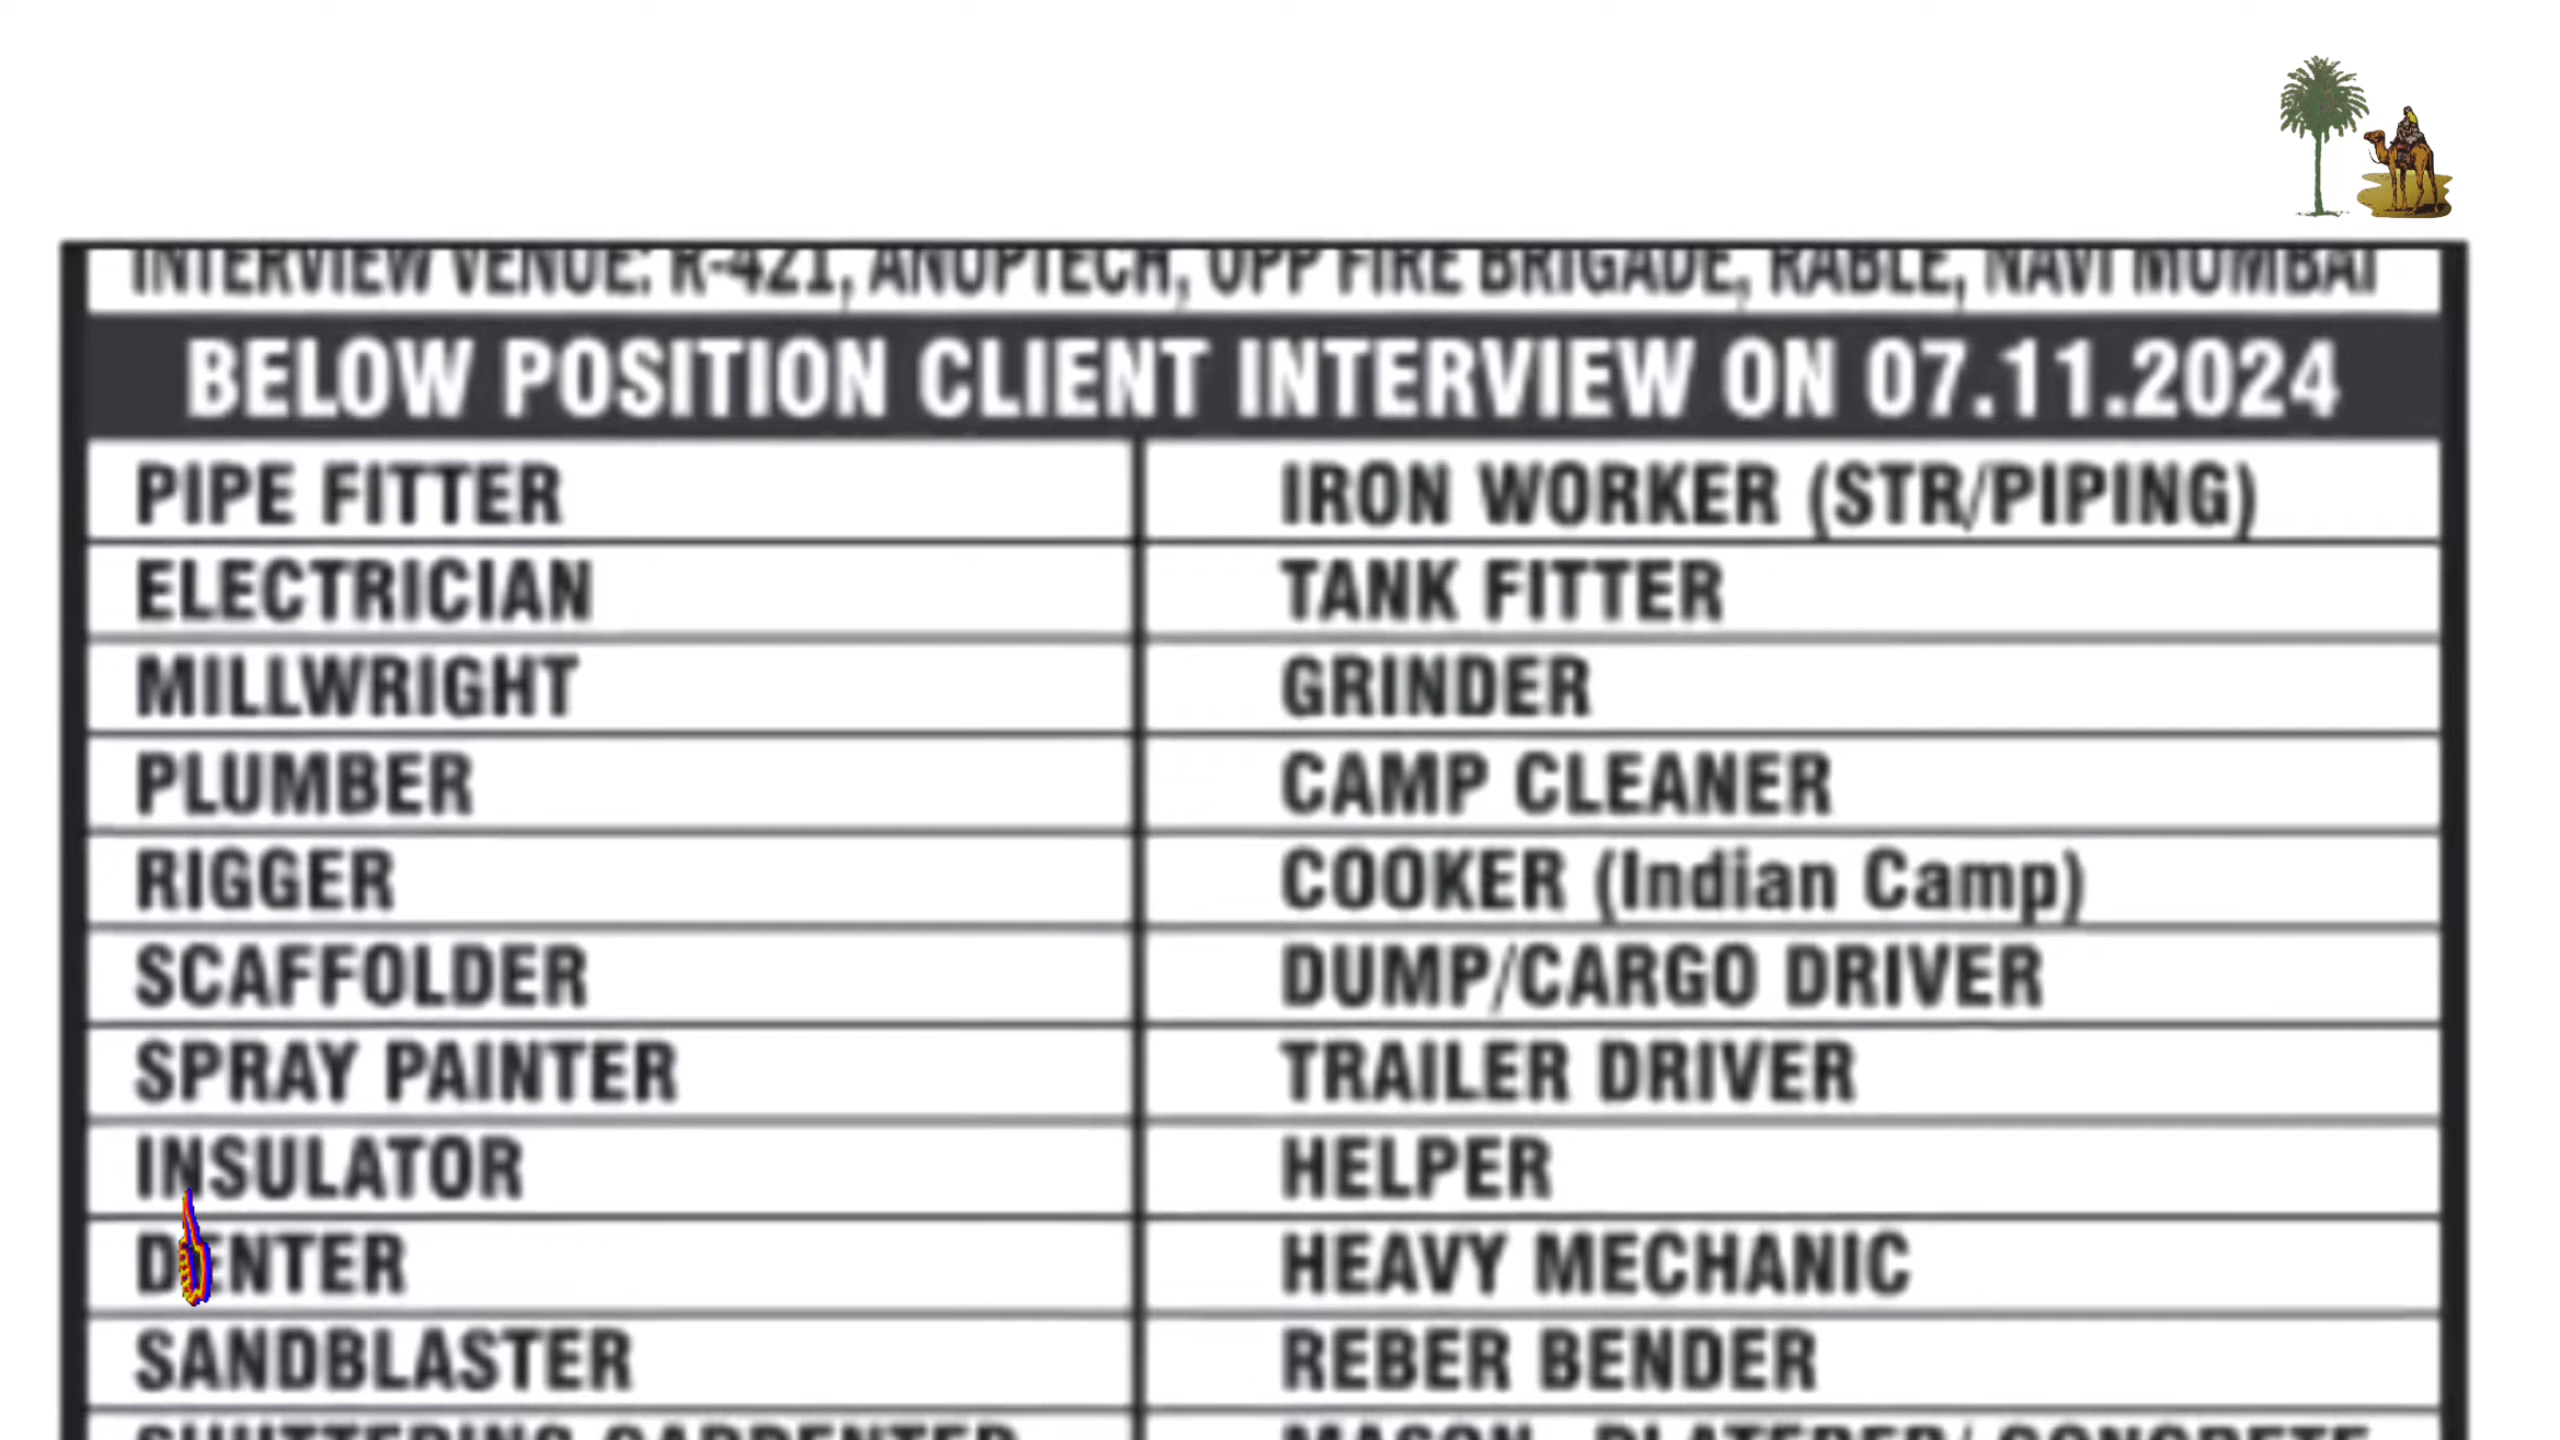 INTERVIEW VENUE: R-421, ANUPTECH, OPP FIRE BRIGADE, RABLE, NAVI MUMBAI
BELOW POSITION CLIENT INTERVIEW ON 07.11.2024
PIPE FITTER
IRON WORKER (STR/PIPING)
ELECTRICIAN
TANK FITTER
MILLWRIGHT
GRINDER
PLUMBER
CAMP CLEANER
RIGGER
COOKER (Indian Camp)
SCAFFOLDER
DUMP/CARGO DRIVER
SPRAY PAINTER
TRAILER DRIVER
INSULATOR
HELPER
DENTER
HEAVY MECHANIC
SANDBLASTER
REBER BENDER
SHUTTERING CARPENTER
MASON - PLATERER/ CONCRETE